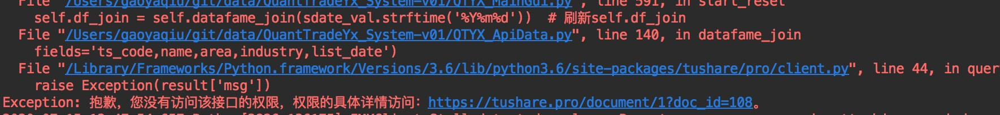 File "/Users/gaoyaqiu/git/data/QuantTradeYx_System-v01/QTYX_MainGui.py", line 591, in start_reset
self.df_join = self.datafame_join(sdate_val.strftime('%Y%m%d'))  # 刷新self.df_join
File "/Users/gaoyaqiu/git/data/QuantTradeYx_System-v01/QTYX_ApiData.py", line 140, in datafame_join
fields='ts_code,name,area,industry,list_date')
File "/Library/Frameworks/Python.framework/Versions/3.6/lib/python3.6/site-packages/tushare/pro/client.py", line 44, in quer
raise Exception(result['msg'])
Exception: 抱歉，您没有访问该接口的权限，权限的具体详情访问：https://tushare.pro/document/1?doc_id=108。